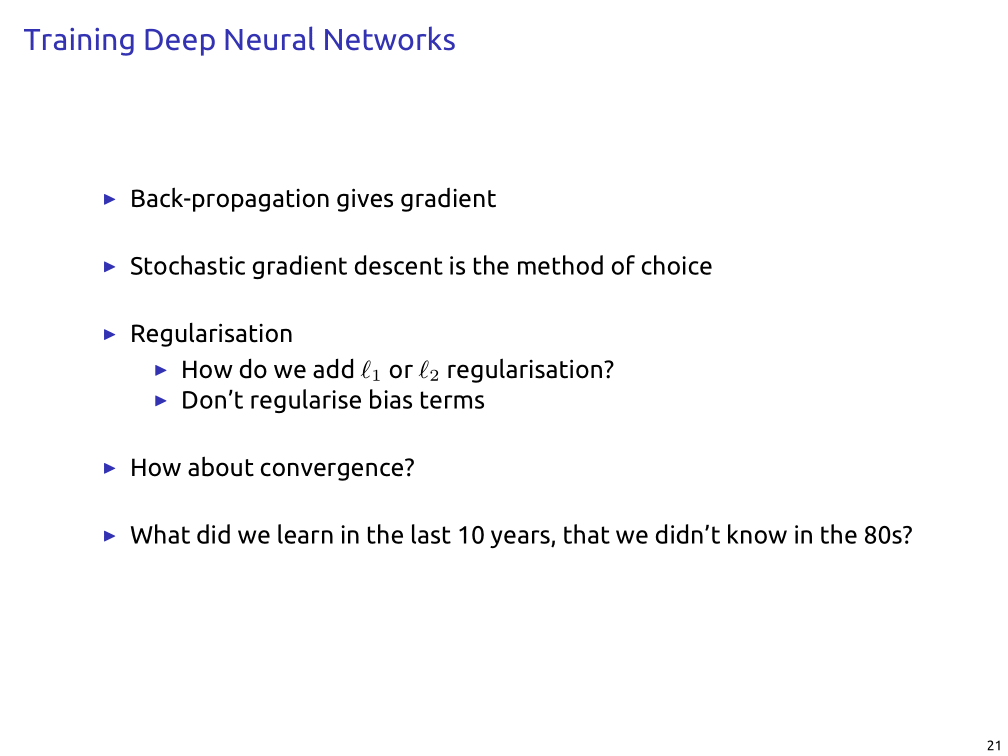 Training Deep Neural Networks
▶ Back-propagation gives gradient
▶ Stochastic gradient descent is the method of choice
▶ Regularisation
▶ How do we add ℓ₁ or ℓ₂ regularisation?
▶ Don't regularise bias terms
▶ How about convergence?
▶ What did we learn in the last 10 years, that we didn't know in the 80s?
21